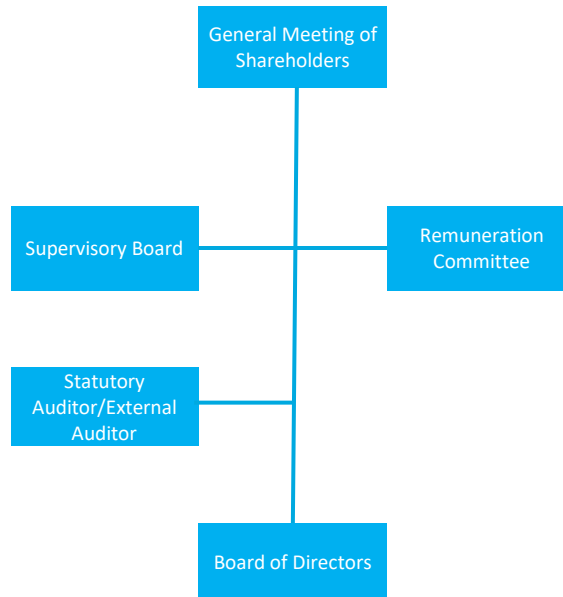 General Meeting of
Shareholders
Supervisory Board
Remuneration
Committee
Statutory
Auditor/External
Auditor
Board of Directors